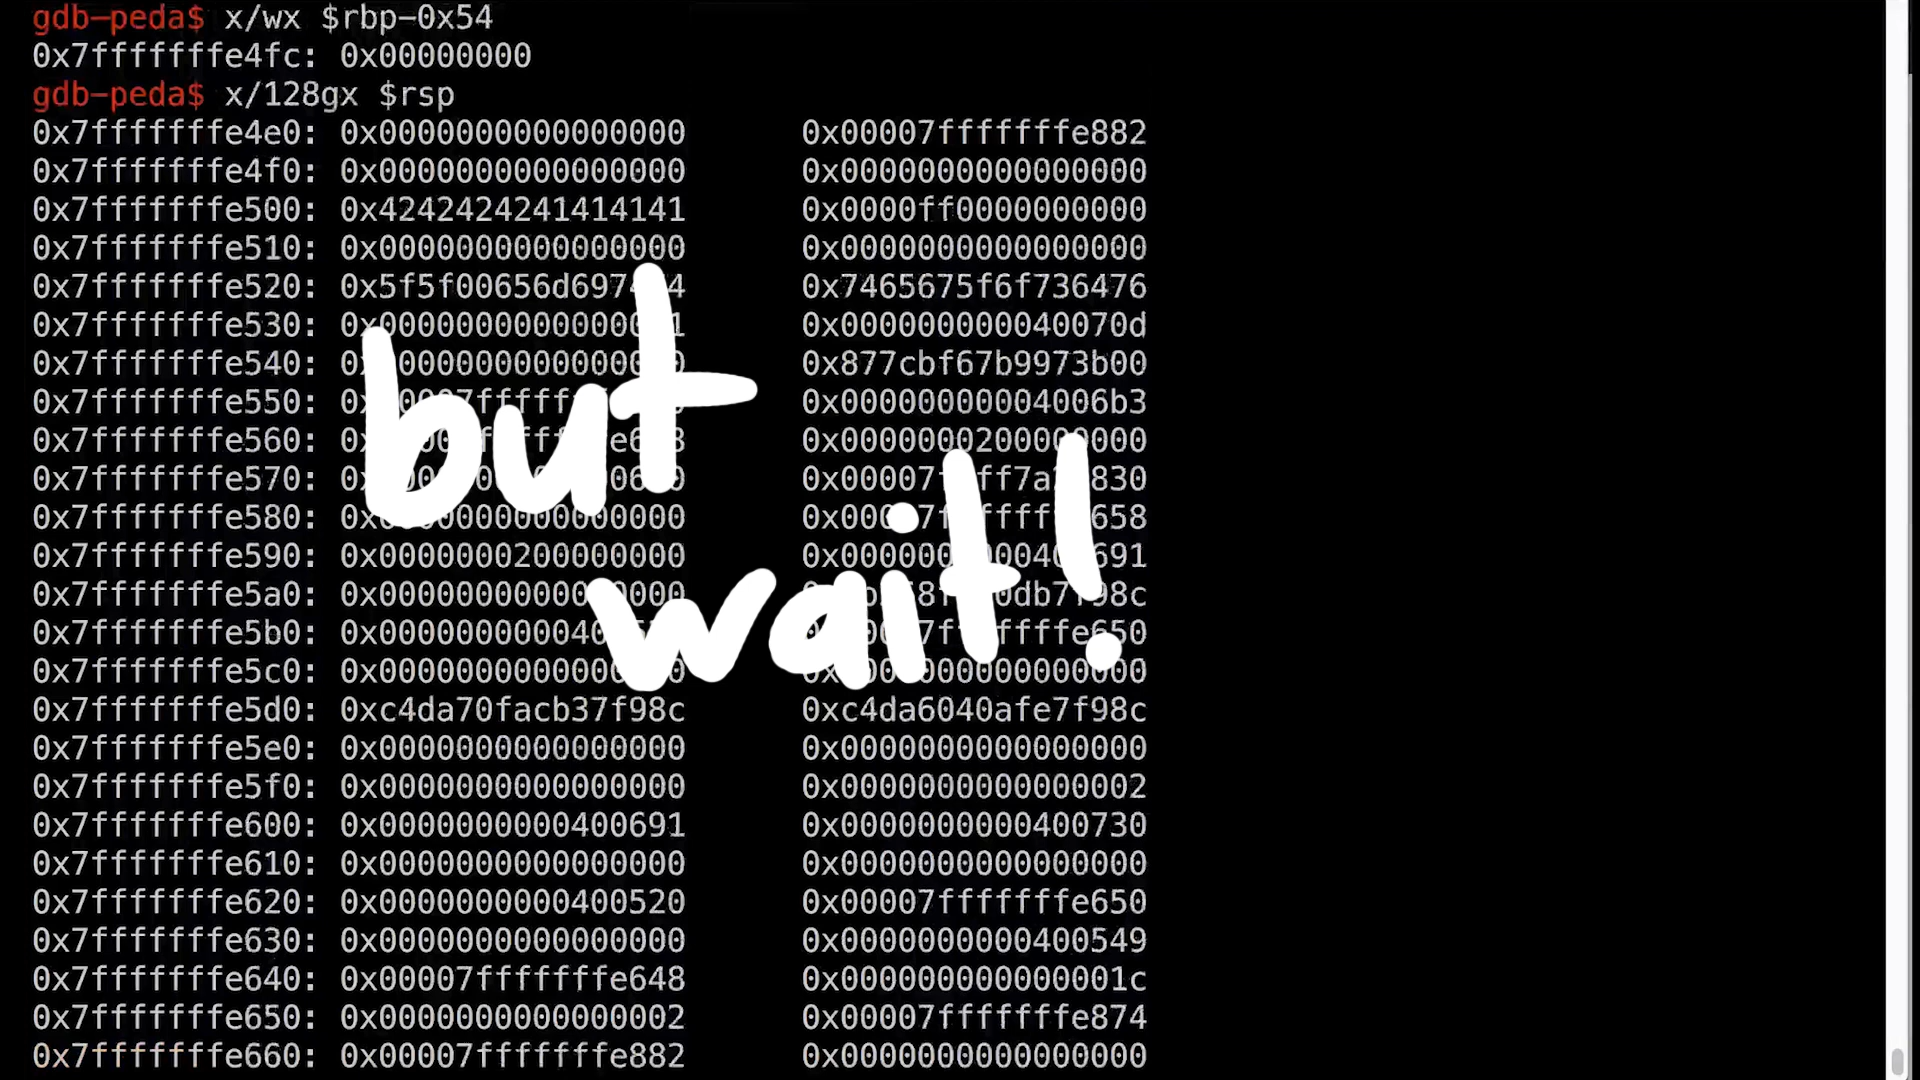 gdb-peda$ x/wx $rbp-0x54
0x7fffffffe4fc: 0x00000000
gdb-peda$ x/128gx $rsp
0x7fffffffe4e0: 0x0000000000000000 0x00007fffffffe882
0x7fffffffe4f0: 0x0000000000000000 0x0000000000000000
0x7fffffffe500: 0x4242424241414141 0x0000ff0000000000
0x7fffffffe510: 0x0000000000000000 0x0000000000000000
0x7fffffffe520: 0x7465675f6f736476
0x7fffffffe530: 0x000000000040070d
0x7fffffffe540: 0x877cbf67b9973b00
0x7fffffffe550: 0x00000000004006b3
0x7fffffffe560:
0x7fffffffe570:
0x7fffffffe580:
0x7fffffffe590: 0x0000000200000000
0x7fffffffe5a0:
0x7fffffffe5b0:
0x7fffffffe5c0:
but
wait!
0x7fffffffe5d0: 0xc4da70facb37f98c 0xc4da6040afe7f98c
0x7fffffffe5e0: 0x0000000000000000 0x0000000000000000
0x7fffffffe5f0: 0x0000000000000000 0x0000000000000002
0x7fffffffe600: 0x0000000000400691 0x0000000000400730
0x7fffffffe610: 0x0000000000000000 0x0000000000000000
0x7fffffffe620: 0x0000000000400520 0x00007fffffffe650
0x7fffffffe630: 0x0000000000000000 0x0000000000400549
0x7fffffffe640: 0x00007fffffffe648 0x000000000000001c
0x7fffffffe650: 0x0000000000000002 0x00007fffffffe874
0x7fffffffe660: 0x00007fffffffe882 0x0000000000000000